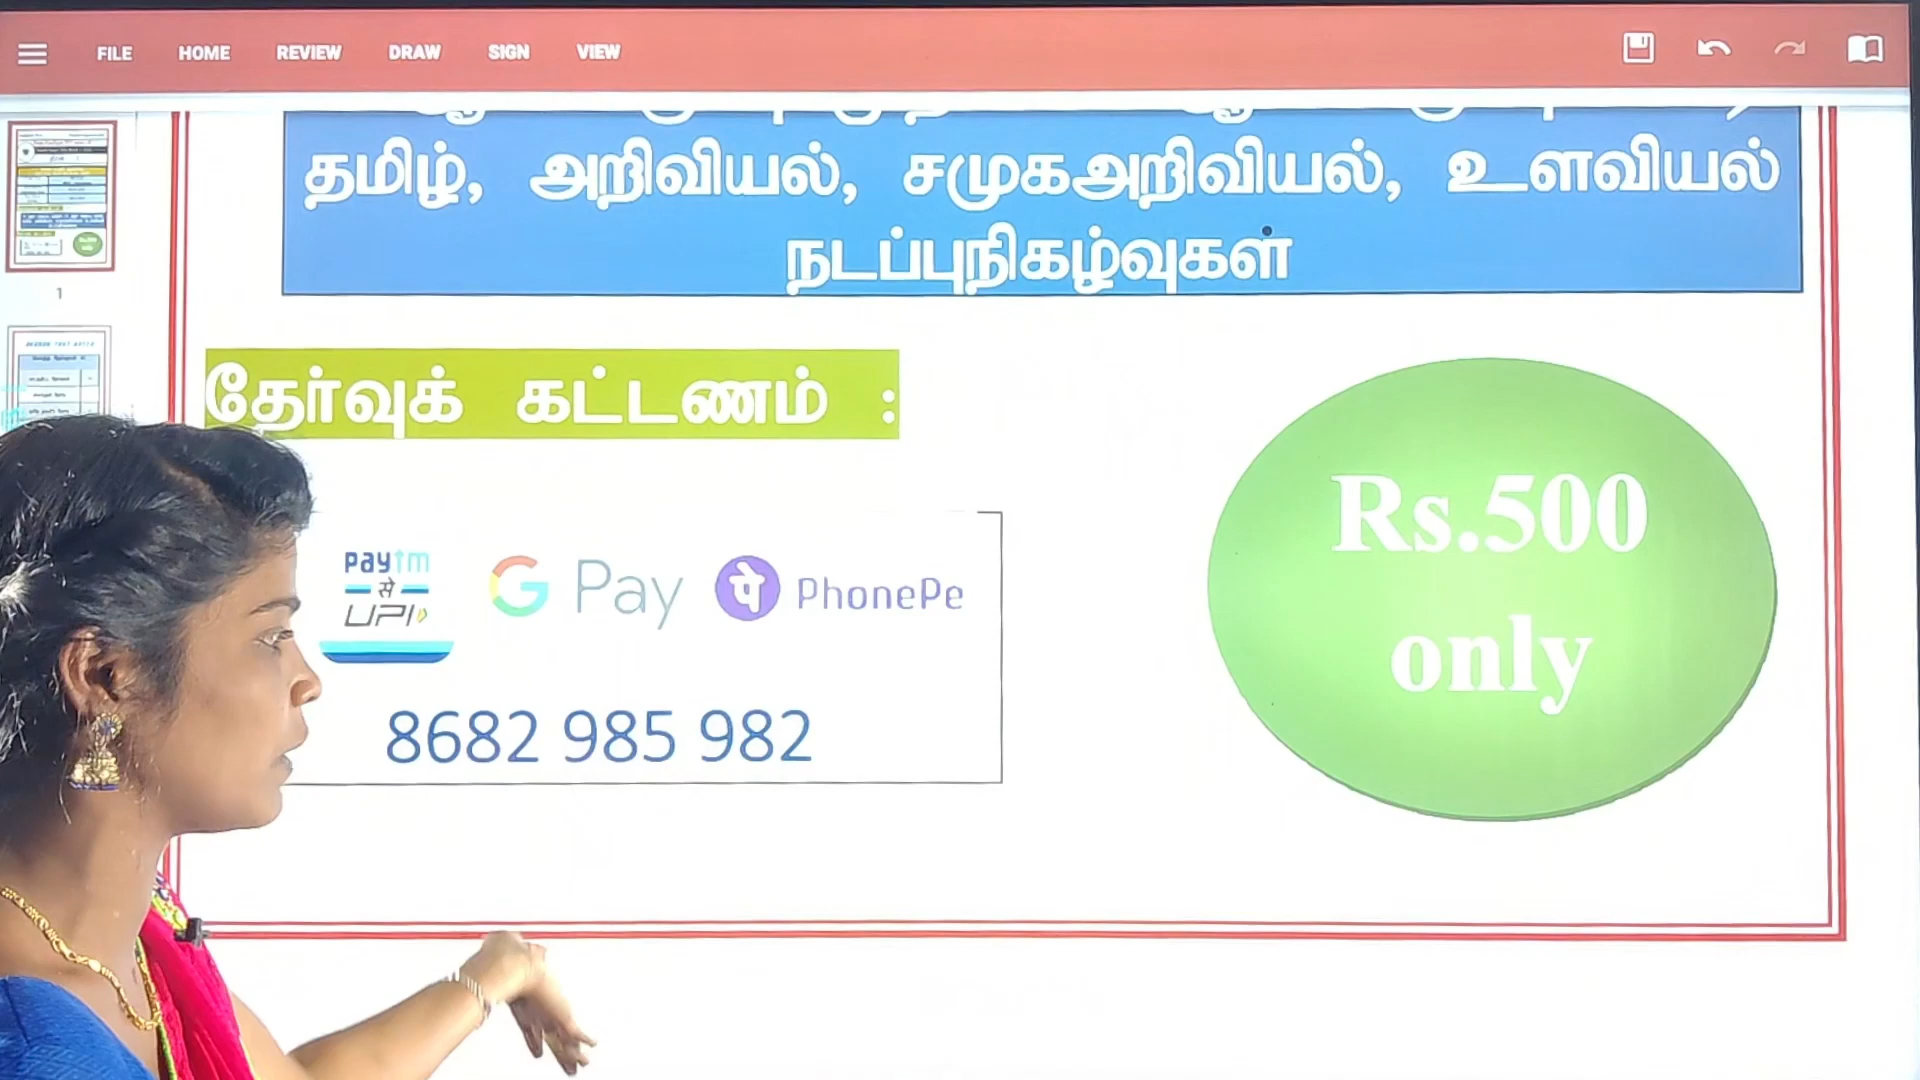 FILE HOME REVIEW DRAW SIGN VIEW
தமிழ், அறிவியல், சமுகஅறிவியல், உளவியல்
நடப்புநிகழ்வுகள்
1
தேர்வுக் கட்டணம் :
paytm
से
UPI
G Pay
पे PhonePe
8682 985 982
Rs.500
only